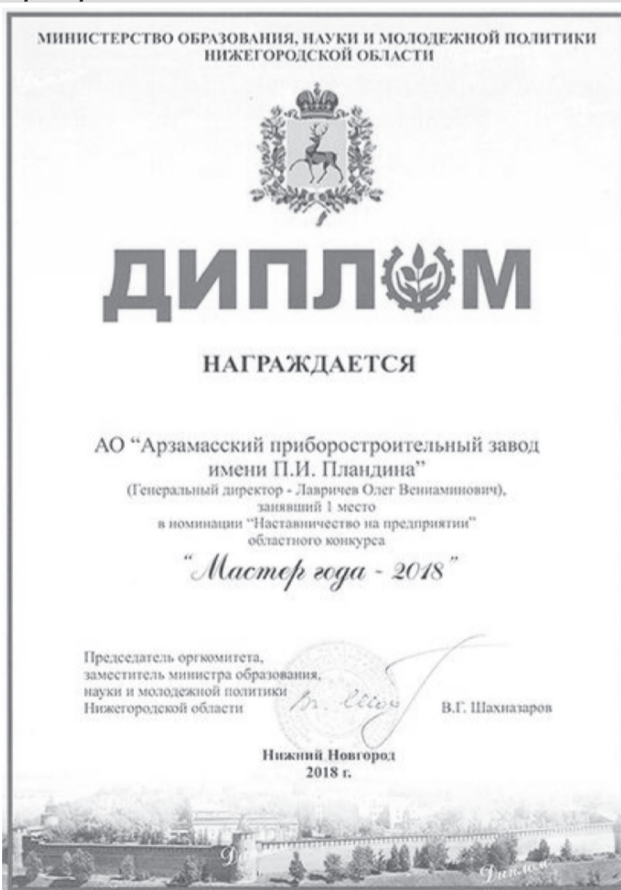 МИНИСТЕРСТВО ОБРАЗОВАНИЯ, НАУКИ И МОЛОДЕЖНОЙ ПОЛИТИКИ
НИЖЕГОРОДСКОЙ ОБЛАСТИ
ДИПЛОМ
НАГРАЖДАЕТСЯ
АО “Арзамасский приборостроительный завод
имени П.И. Пландина”
(Генеральный директор - Лавричев Олег Вениаминович),
занявший 1 место
в номинации “Наставничество на предприятии”
областного конкурса
“Мастер года - 2018”
Председатель оргкомитета,
заместитель министра образования,
науки и молодежной политики
Нижегородской области
В.Г. Шахназаров
Нижний Новгород
2018 г.
Диплом